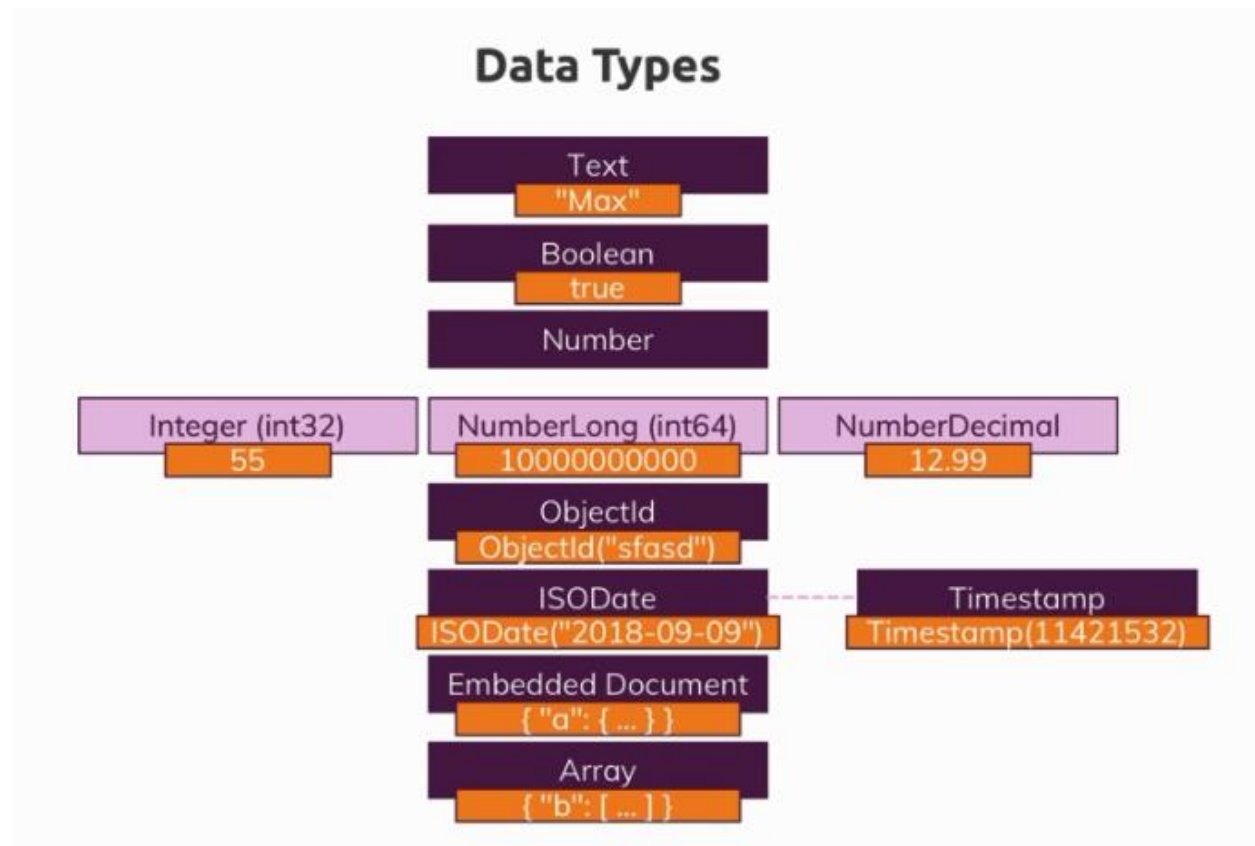 Data Types
Text
"Max"
Boolean
true
Number
Integer (int32)
55
NumberLong (int64)
10000000000
NumberDecimal
12.99
ObjectId
ObjectId("sfasd")
ISODate
ISODate("2018-09-09")
Timestamp
Timestamp(11421532)
Embedded Document
{ "a": { ... } }
Array
{ "b": [ ... ] }